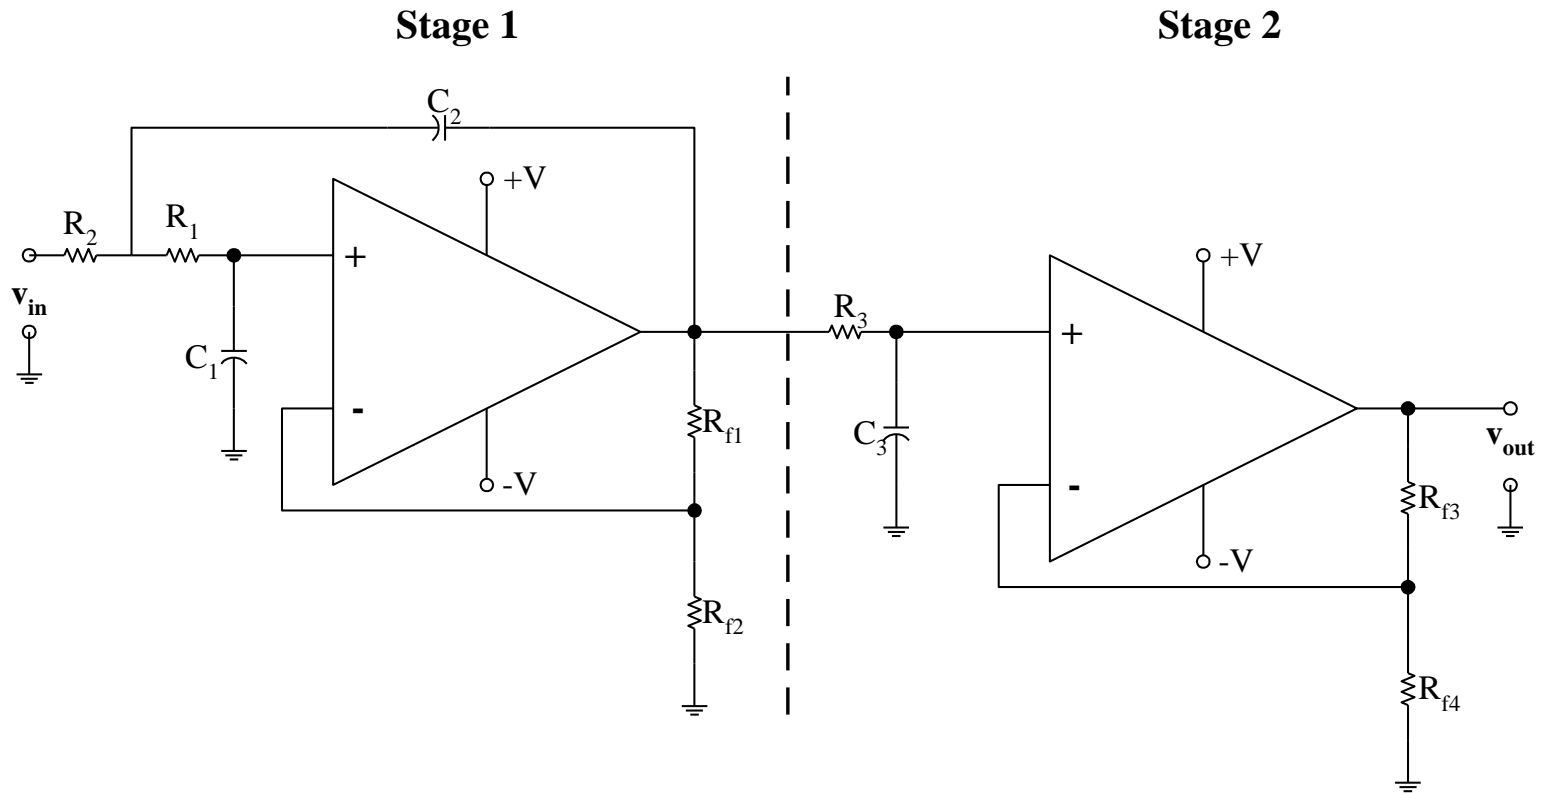 Stage 1
Stage 2
C2
+V
R2
R1
+
vin
C1
-
-V
Rf1
Rf2
R3
+V
+
C3
-
-V
vout
Rf3
Rf4